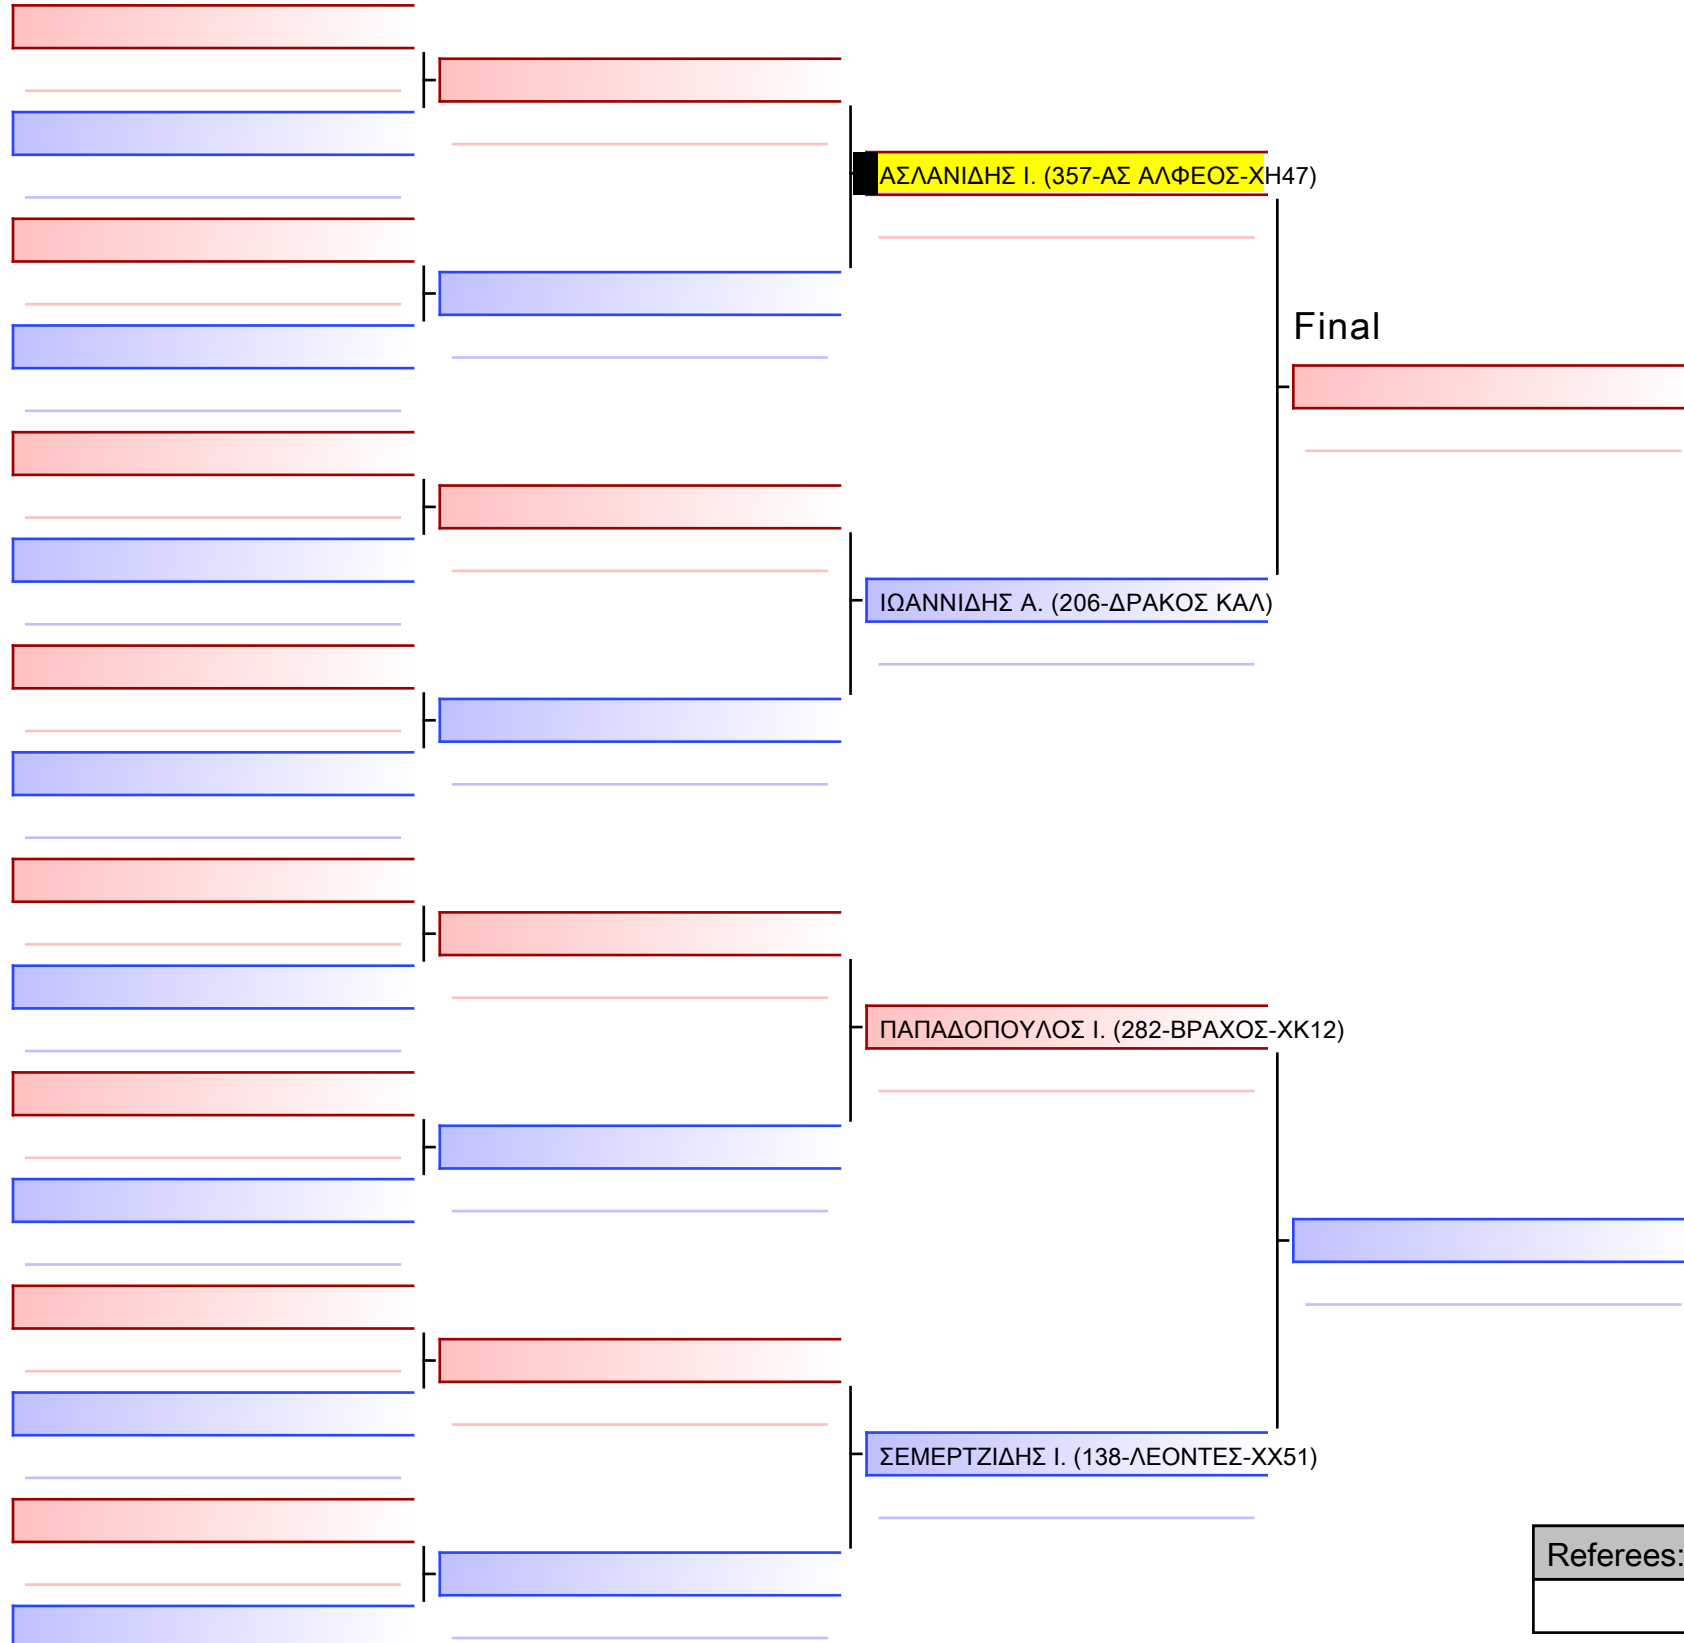 ΑΣΛΑΝΙΔΗΣ Ι. (357-ΑΣ ΑΛΦΕΟΣ-ΧΗ47)
Final
ΙΩΑΝΝΙΔΗΣ Α. (206-ΔΡΑΚΟΣ ΚΑΛ)
ΠΑΠΑΔΟΠΟΥΛΟΣ Ι. (282-ΒΡΑΧΟΣ-ΧΚ12)
ΣΕΜΕΡΤΖΙΔΗΣ Ι. (138-ΛΕΟΝΤΕΣ-ΧΧ51)
Referees: